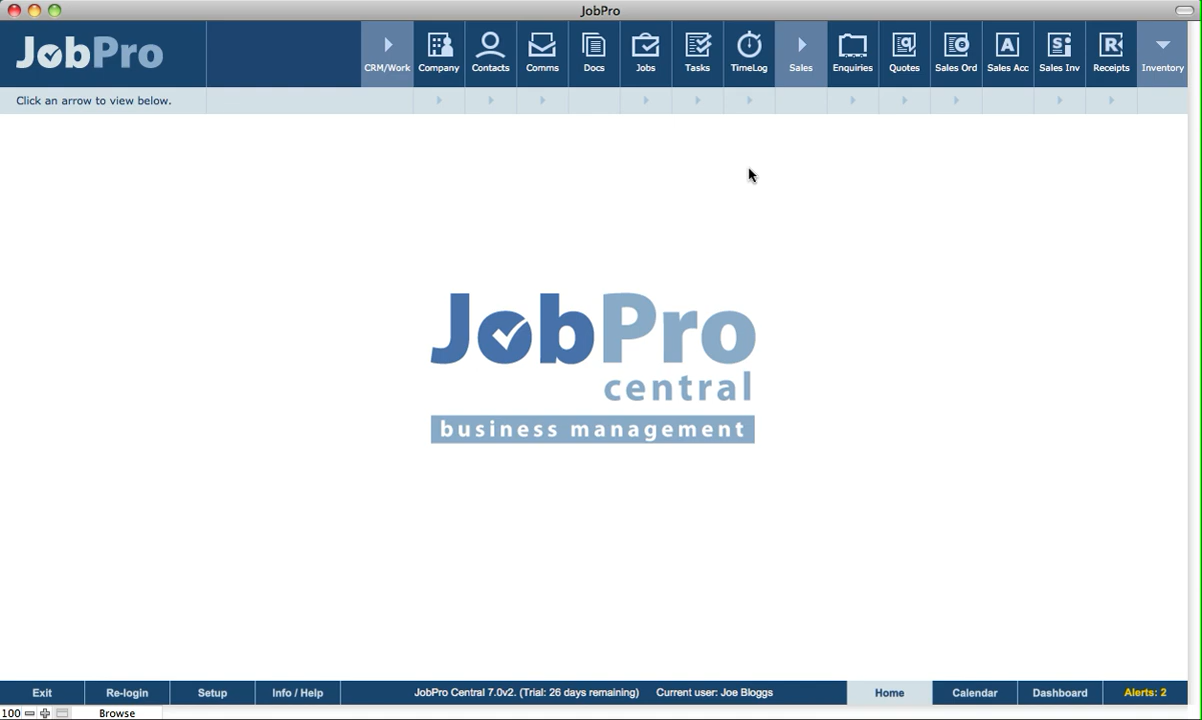 JobPro
JobPro
CRM/Work Company Contacts Comms Docs Jobs Tasks TimeLog Sales Enquiries Quotes Sales Ord Sales Acc Sales Inv Receipts Inventory
Click an arrow to view below.
JobPro
central
business management
Exit Re-login Setup Info / Help JobPro Central 7.0v2. (Trial: 26 days remaining) Current user: Joe Bloggs Home Calendar Dashboard Alerts: 2
100 Browse